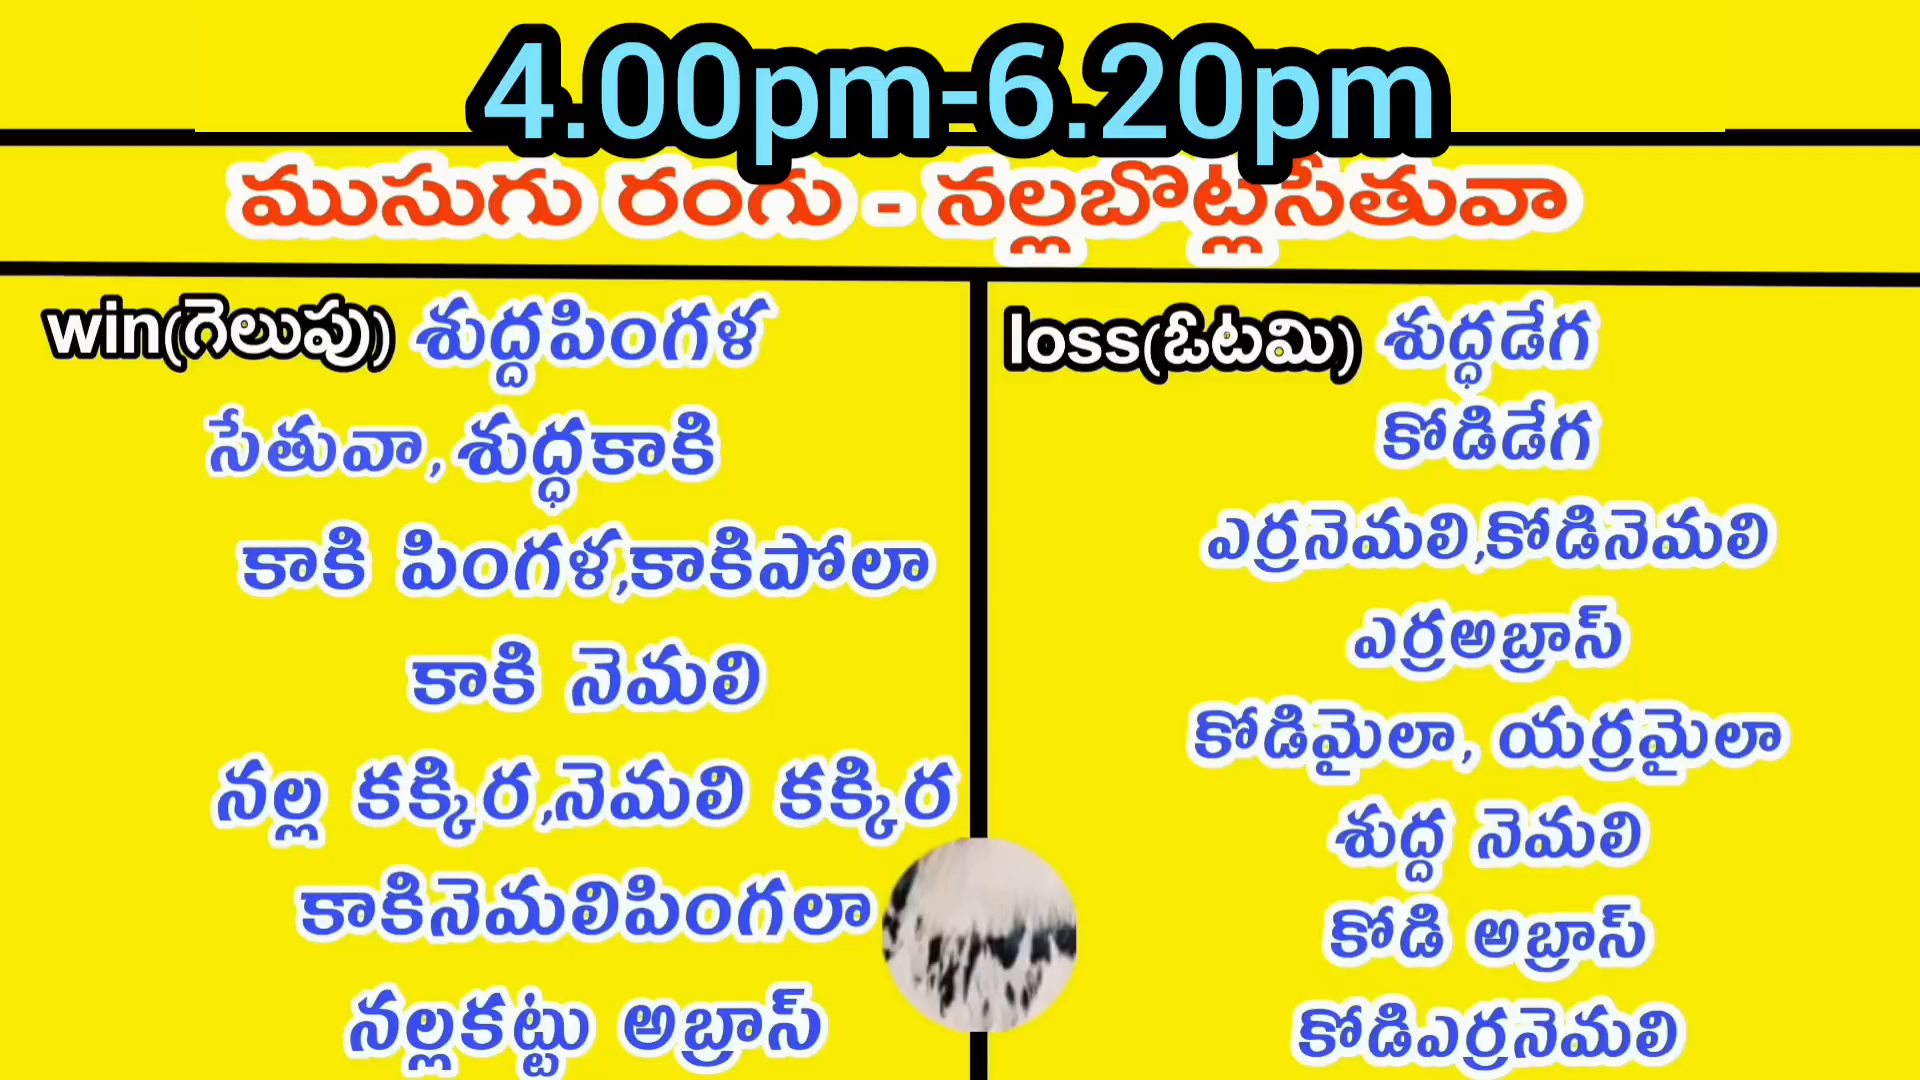 4.00pm-6.20pm
ముసుగు రంగు - నల్లబొట్లసేతువా
win(గెలుపు) శుద్దపింగళ
సేతువా, శుద్ధకాకి
కాకి పింగళ,కాకిపోలా
కాకి నెమలి
నల్ల కక్కిర,నెమలి కక్కిర
కాకినెమలిపింగలా
నల్లకట్టు అబ్రాస్
loss(ఓటమి) శుద్ధడేగ
కోడిడేగ
ఎర్రనెమలి,కోడినెమలి
ఎర్రఅబ్రాస్
కోడిమైలా, యర్రమైలా
శుద్ద నెమలి
కోడి అబ్రాస్
కోడిఎర్రనెమలి